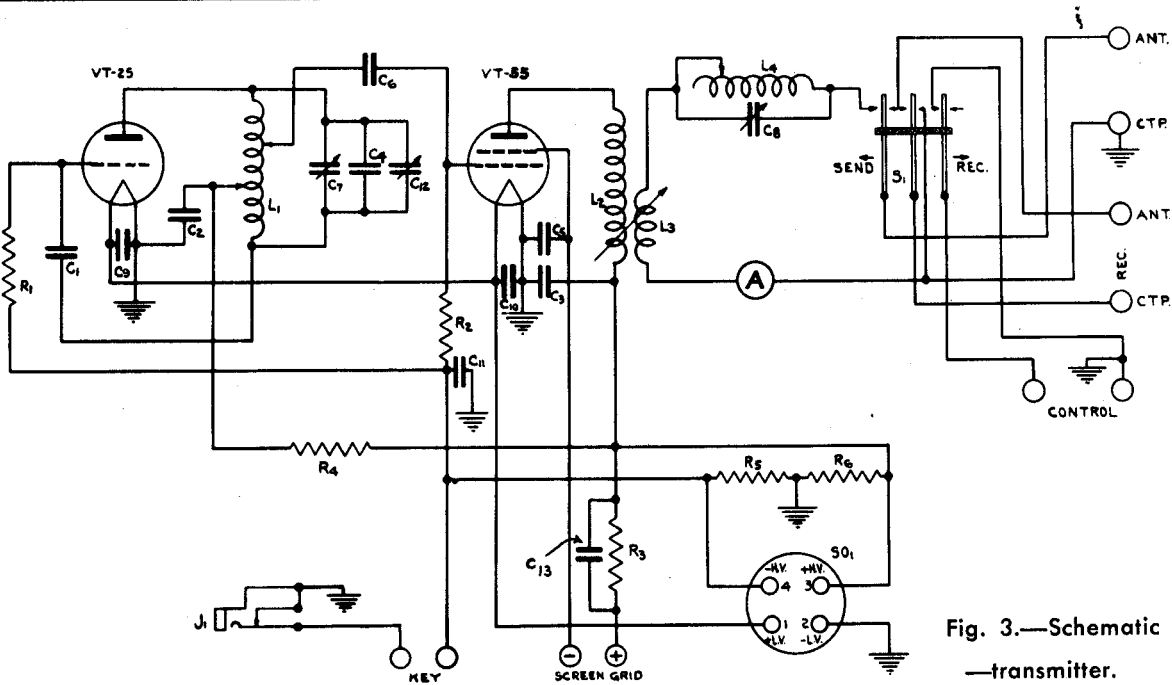 VT-25
C6
VT-55
L4
C8
ANT.
CTP.
SEND
S1
REC.
ANT.
REC.
CTP.
CONTROL
L1
C7
C4
C12
C2
C9
C1
R1
L2
L3
C5
C3
C10
A
R2
C11
R4
R5
R6
C13
R3
SO1
-H.V.
+H.V.
4
3
1
2
+L.V.
-L.V.
J1
KEY
SCREEN GRID
Fig. 3.—Schematic
—transmitter.